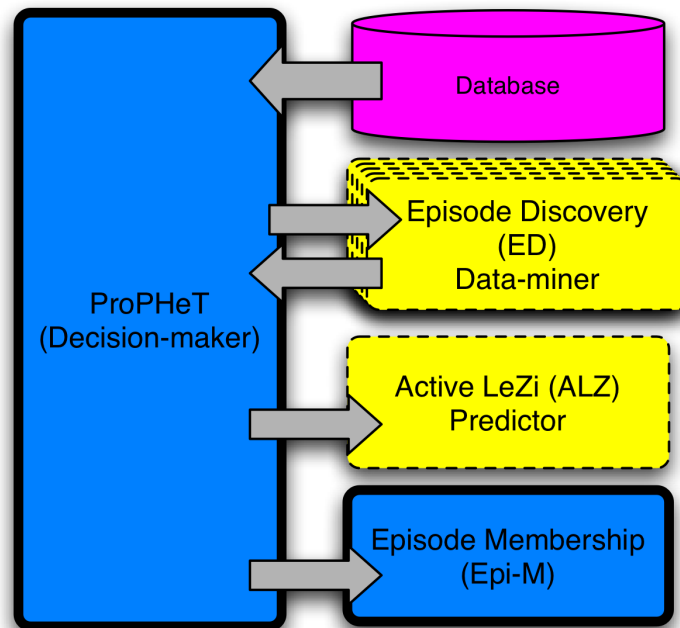 Database
Episode Discovery
(ED)
Data-miner
ProPHeT
(Decision-maker)
Active LeZi (ALZ)
Predictor
Episode Membership
(Epi-M)